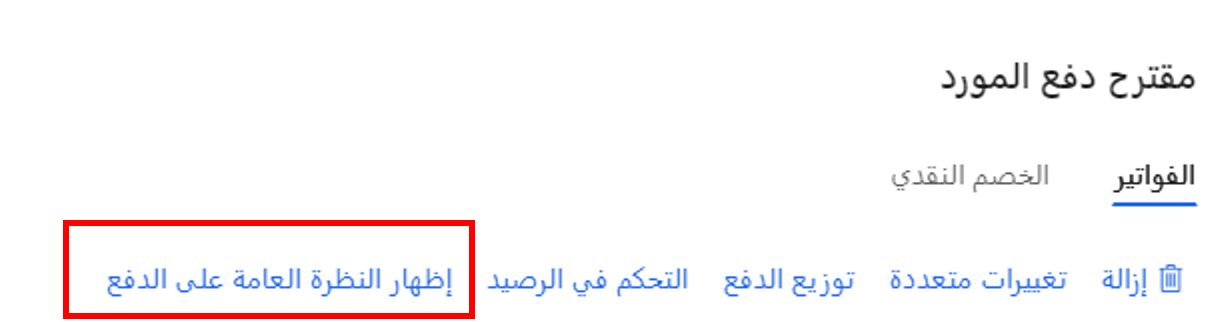 مقترح دفع المورد
الفواتير الخصم النقدي
إزالة تغييرات متعددة توزيع الدفع التحكم في الرصيد إظهار النظرة العامة على الدفع